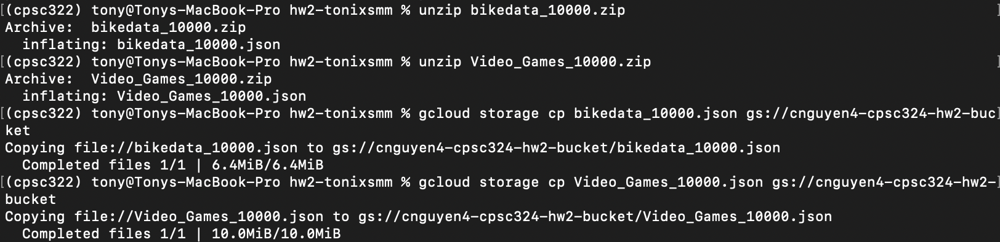 [(cpsc322) tony@Tonys-MacBook-Pro hw2-tonixsmm % unzip bikedata_10000.zip ]
Archive:  bikedata_10000.zip
  inflating: bikedata_10000.json
[(cpsc322) tony@Tonys-MacBook-Pro hw2-tonixsmm % unzip Video_Games_10000.zip ]
Archive:  Video_Games_10000.zip
  inflating: Video_Games_10000.json
[(cpsc322) tony@Tonys-MacBook-Pro hw2-tonixsmm % gcloud storage cp bikedata_10000.json gs://cnguyen4-cpsc324-hw2-buc]
ket
Copying file://bikedata_10000.json to gs://cnguyen4-cpsc324-hw2-bucket/bikedata_10000.json
  Completed files 1/1 | 6.4MiB/6.4MiB
[(cpsc322) tony@Tonys-MacBook-Pro hw2-tonixsmm % gcloud storage cp Video_Games_10000.json gs://cnguyen4-cpsc324-hw2-]
bucket
Copying file://Video_Games_10000.json to gs://cnguyen4-cpsc324-hw2-bucket/Video_Games_10000.json
  Completed files 1/1 | 10.0MiB/10.0MiB